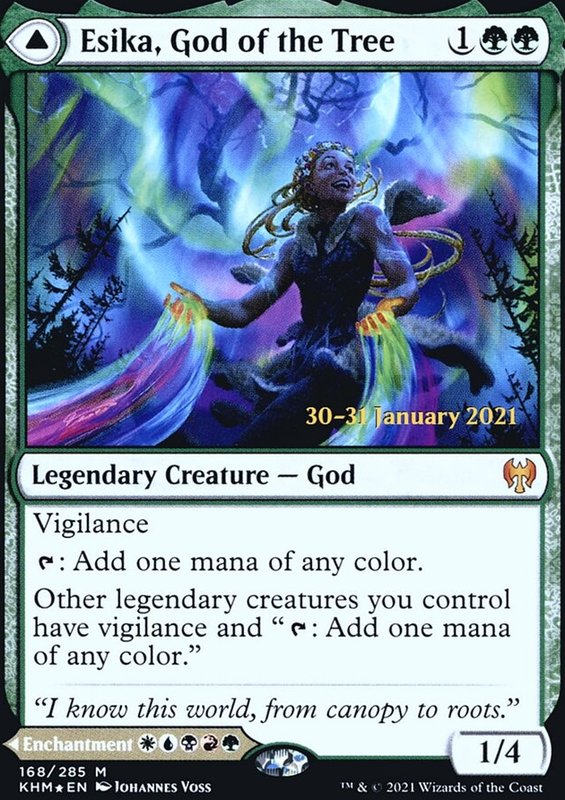 Esika, God of the Tree 1
30–31 January 2021
Legendary Creature — God
Vigilance
: Add one mana of any color.
Other legendary creatures you control
have vigilance and “ : Add one mana
of any color.”
“I know this world, from canopy to roots.”
Enchantment
1/4
168/285 M
KHM★EN Johannes Voss
™ & © 2021 Wizards of the Coast